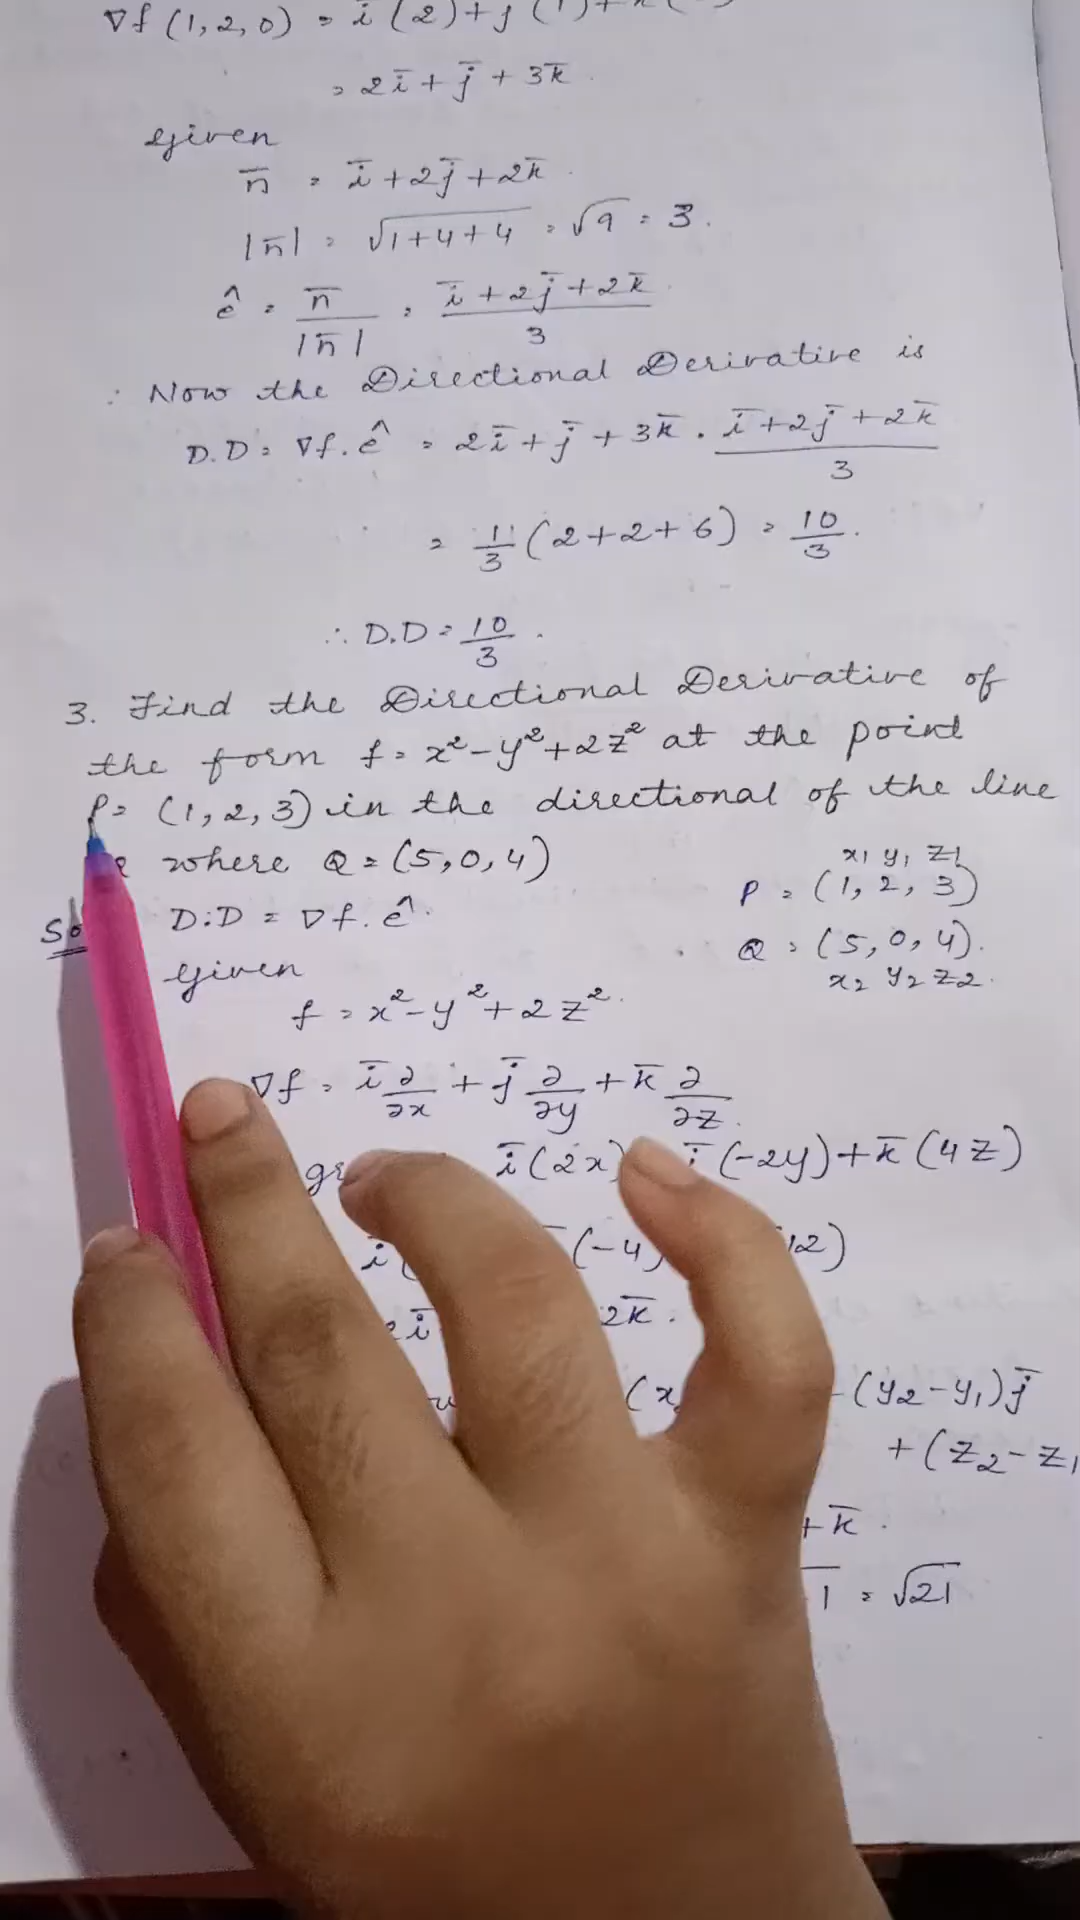 ∇f (1, 2, 0) = i̅ (2) + j (1) +
= 2i̅ + j̅ + 3k̅.
Given
n̅ = i̅ + 2j̅ + 2k̅.
|n̅| = √1+4+4 = √9 = 3.
ê = n̅/|n̅| = i̅ + 2j̅ + 2k̅/3
∴ Now the Directional Derivative is
D.D = ∇f. ê = 2i̅ + j̅ + 3k̅ . i̅ + 2j̅ + 2k̅/3
= 1/3 (2+2+6) = 10/3.
∴ D.D = 10/3.
3. Find the Directional Derivative of
the form f = x² - y² + 2z² at the point
P = (1, 2, 3) in the directional of the line
where Q = (5, 0, 4)
x₁ y₁ z₁
P = (1, 2, 3)
D.D = ∇f. ê.
Q = (5, 0, 4).
x₂ y₂ z₂.
Given
f = x² - y² + 2z².
∇f = i̅ ∂/∂x + j̅ ∂/∂y + k̅ ∂/∂z.
i̅ (2x) (-2y) + k̅ (4z)
i̅ (-4) 12)
2i̅ 2k̅.
(y₂ - y₁) j̅
+ (z₂ - z₁
+ k̅.
1 = √21